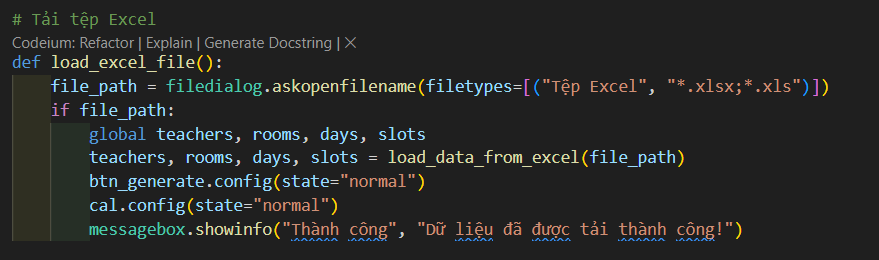 # Tải tệp Excel
Codeium: Refactor | Explain | Generate Docstring | ×
def load_excel_file():
    file_path = filedialog.askopenfilename(filetypes=[("Tệp Excel", "*.xlsx;*.xls")])
    if file_path:
        global teachers, rooms, days, slots
        teachers, rooms, days, slots = load_data_from_excel(file_path)
        btn_generate.config(state="normal")
        cal.config(state="normal")
        messagebox.showinfo("Thành công", "Dữ liệu đã được tải thành công!")